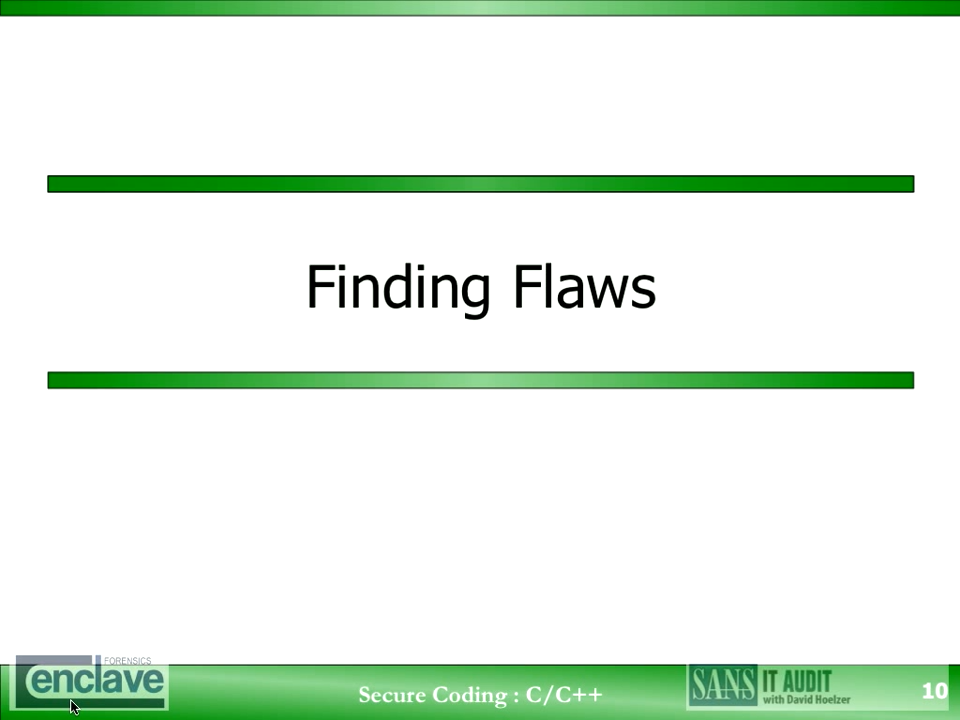 Finding Flaws
FORENSICS
enclave
Secure Coding : C/C++
SANS IT AUDIT
with David Hoelzer
10